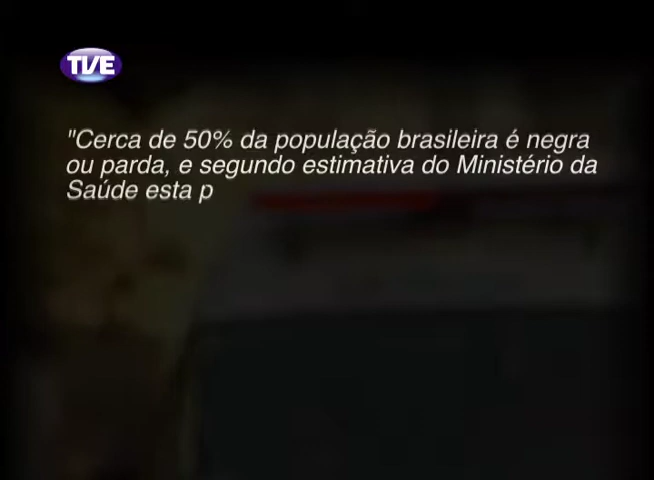 TVE
"Cerca de 50% da população brasileira é negra
ou parda, e segundo estimativa do Ministério da
Saúde esta p